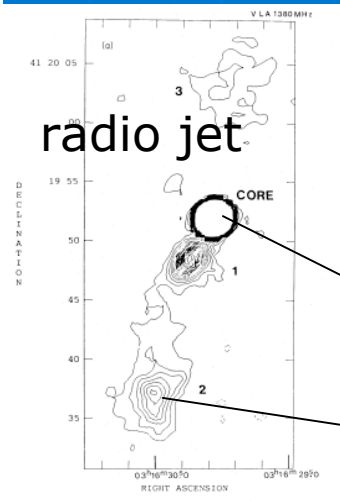 VLA 1380 MHz
(a)
41 20 05
3
00
radio jet
19 55
CORE
DECLINATION
50
1
45
40
2
35
03h16m30s0
03h16m29s0
RIGHT ASCENSION